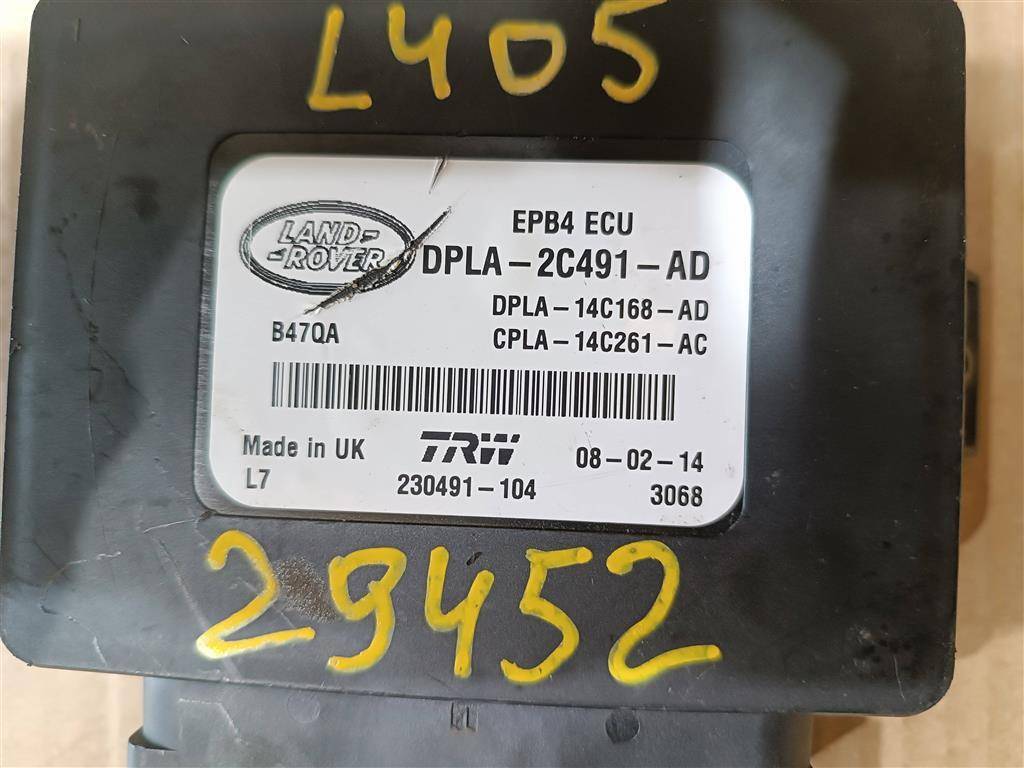 L405
EPB4 ECU
LAND-
-ROVER
DPLA-2C491-AD
DPLA-14C168-AD
B47QA
CPLA-14C261-AC
Made in UK
TRW
08-02-14
L7
230491-104
3068
29452